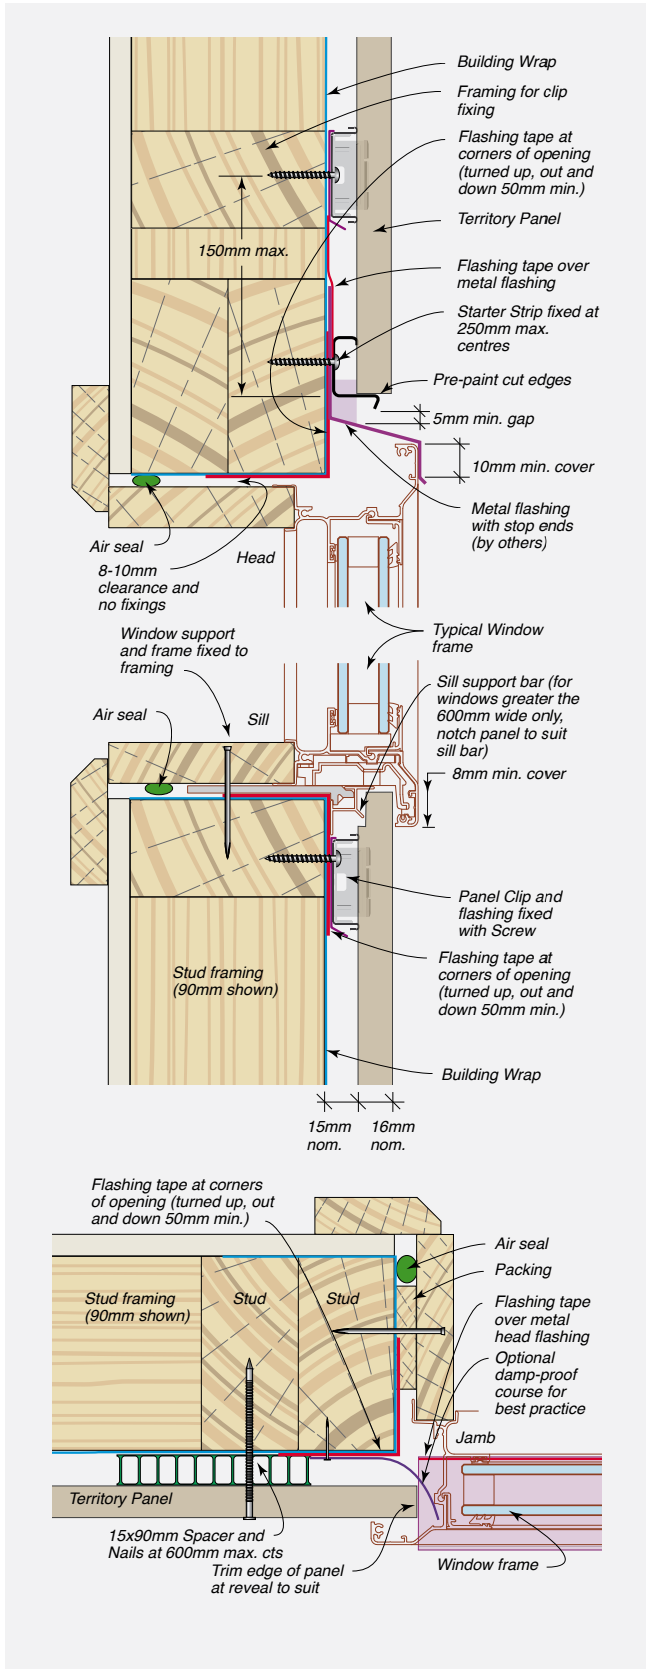 Building Wrap
Framing for clip
fixing
Flashing tape at
corners of opening
(turned up, out and
down 50mm min.)
Territory Panel
150mm max.
Flashing tape over
metal flashing
Starter Strip fixed at
250mm max.
centres
Pre-paint cut edges
5mm min. gap
10mm min. cover
Metal flashing
with stop ends
(by others)
Air seal
Head
8-10mm
clearance and
no fixings
Typical Window
frame
Window support
and frame fixed to
framing
Sill support bar (for
windows greater the
600mm wide only,
notch panel to suit
sill bar)
Air seal
Sill
8mm min. cover
Panel Clip and
flashing fixed
with Screw
Flashing tape at
corners of opening
(turned up, out and
down 50mm min.)
Stud framing
(90mm shown)
Building Wrap
15mm
nom.
16mm
nom.
Flashing tape at corners
of opening (turned up, out
and down 50mm min.)
Air seal
Packing
Stud framing
(90mm shown)
Stud
Stud
Flashing tape
over metal
head flashing
Optional
damp-proof
course for
best practice
Jamb
Territory Panel
15x90mm Spacer and
Nails at 600mm max. cts
Trim edge of panel
at reveal to suit
Window frame